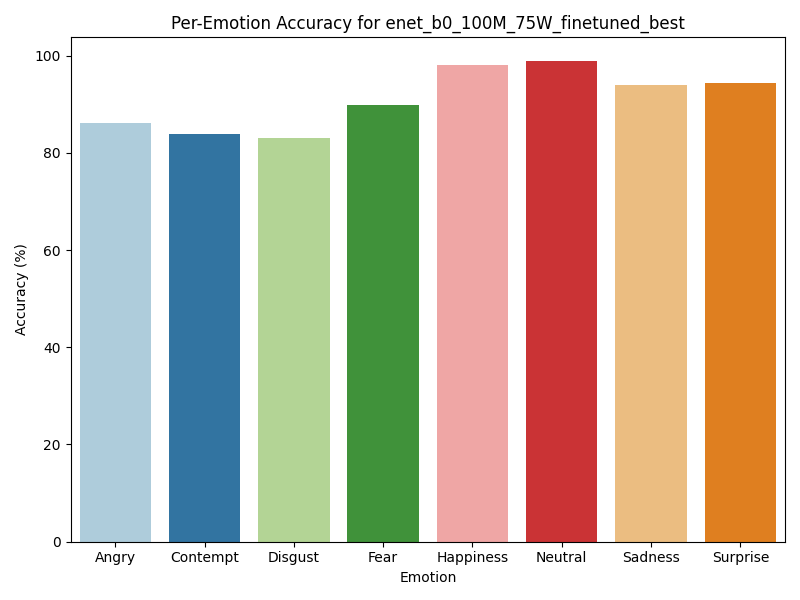 Per-Emotion Accuracy for enet_b0_100M_75W_finetuned_best
Accuracy (%)
100
80
60
40
20
0
Angry Contempt Disgust Fear Happiness Neutral Sadness Surprise
Emotion